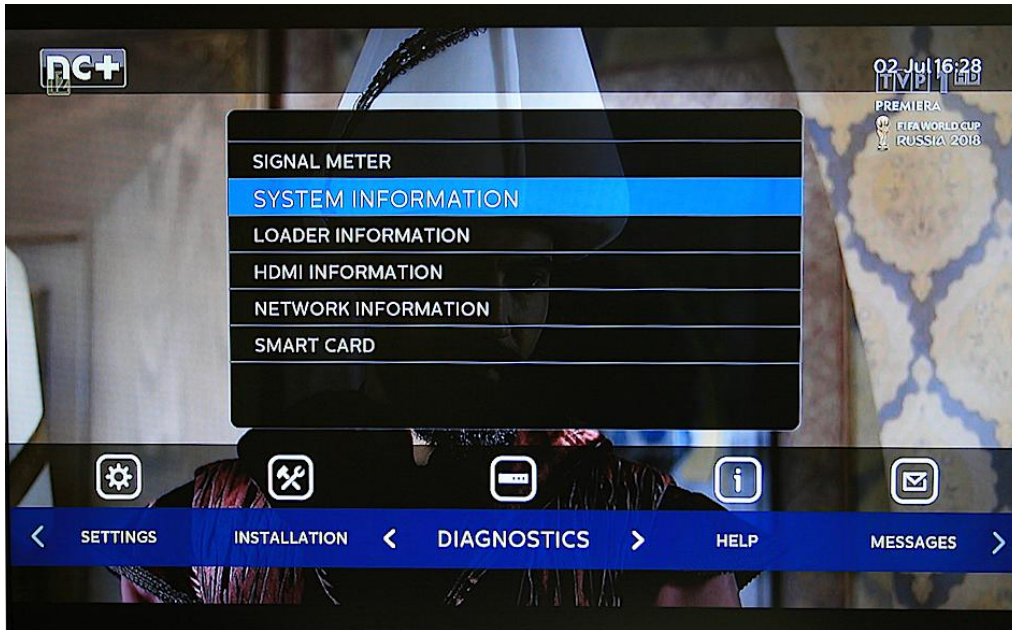 nc+
12
02 Jul 16:28
TVP 1 HD
PREMIERA
FIFA WORLD CUP
RUSSIA 2018
SIGNAL METER
SYSTEM INFORMATION
LOADER INFORMATION
HDMI INFORMATION
NETWORK INFORMATION
SMART CARD
SETTINGS
INSTALLATION
DIAGNOSTICS
HELP
MESSAGES